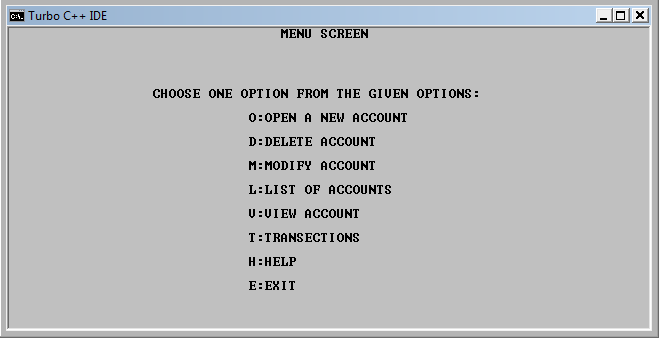 Turbo C++ IDE
MENU SCREEN
CHOOSE ONE OPTION FROM THE GIVEN OPTIONS:
O:OPEN A NEW ACCOUNT
D:DELETE ACCOUNT
M:MODIFY ACCOUNT
L:LIST OF ACCOUNTS
V:VIEW ACCOUNT
T:TRANSECTIONS
H:HELP
E:EXIT